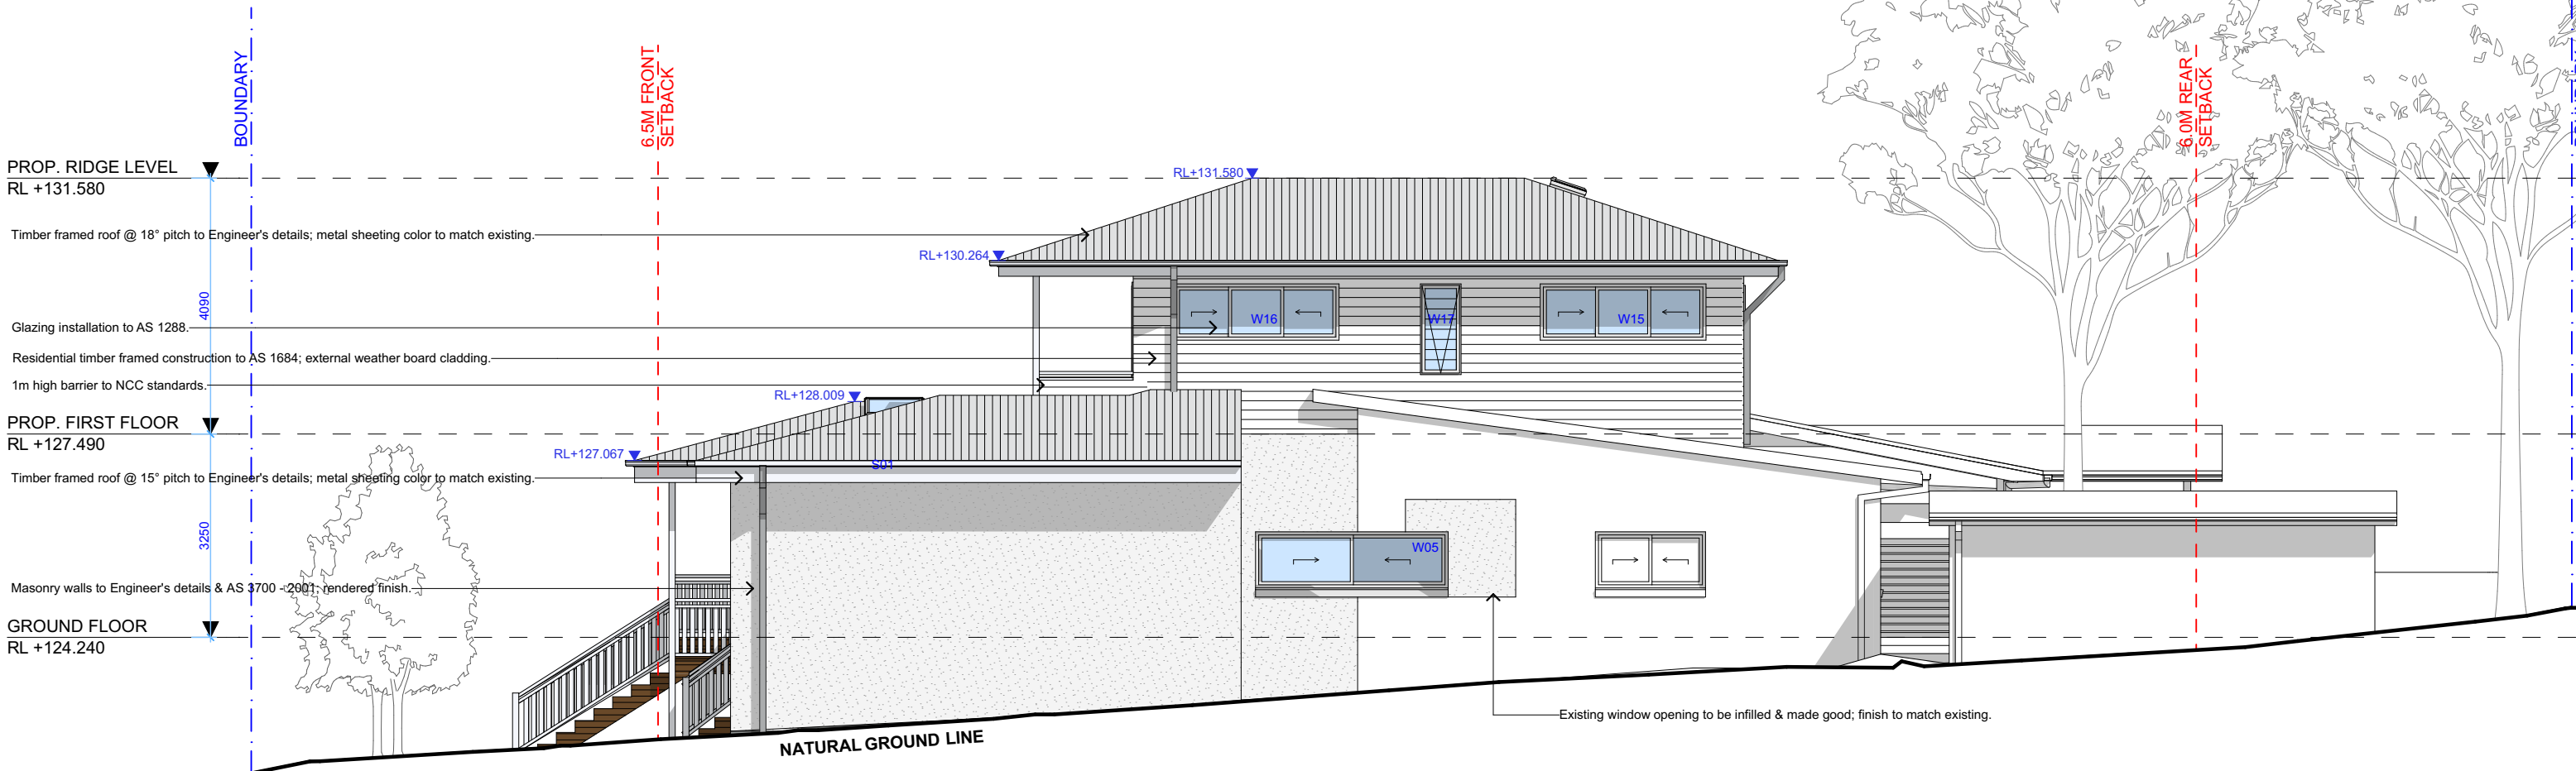 BOUNDARY
6.5M FRONT
SETBACK
6.0M REAR
SETBACK
PROP. RIDGE LEVEL
RL +131.580
RL+131.580
Timber framed roof @ 18° pitch to Engineer's details; metal sheeting color to match existing.
RL+130.264
4090
Glazing installation to AS 1288.
W16
W17
W15
Residential timber framed construction to AS 1684; external weather board cladding.
1m high barrier to NCC standards.
RL+128.009
PROP. FIRST FLOOR
RL +127.490
RL+127.067
S01
Timber framed roof @ 15° pitch to Engineer's details; metal sheeting color to match existing.
3250
W05
Masonry walls to Engineer's details & AS 3700 - 2001; rendered finish.
GROUND FLOOR
RL +124.240
Existing window opening to be infilled & made good; finish to match existing.
NATURAL GROUND LINE